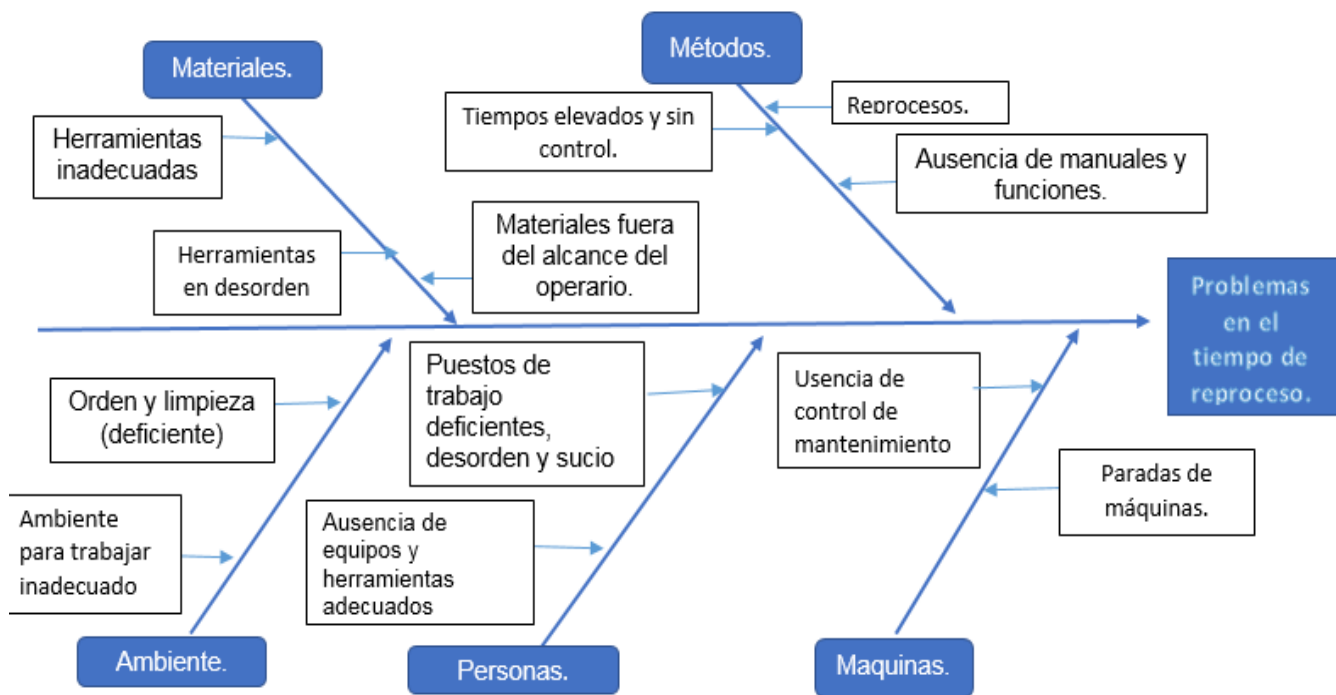 Materiales.
Métodos.
Herramientas
inadecuadas
Tiempos elevados y sin
control.
Reprocesos.
Ausencia de manuales y
funciones.
Herramientas
en desorden
Materiales fuera
del alcance del
operario.
Problemas
en el
tiempo de
reproceso.
Orden y limpieza
(deficiente)
Puestos de
trabajo
deficientes,
desorden y sucio
Usencia de
control de
mantenimiento
Ambiente
para trabajar
inadecuado
Ausencia de
equipos y
herramientas
adecuados
Paradas de
máquinas.
Ambiente.
Personas.
Maquinas.